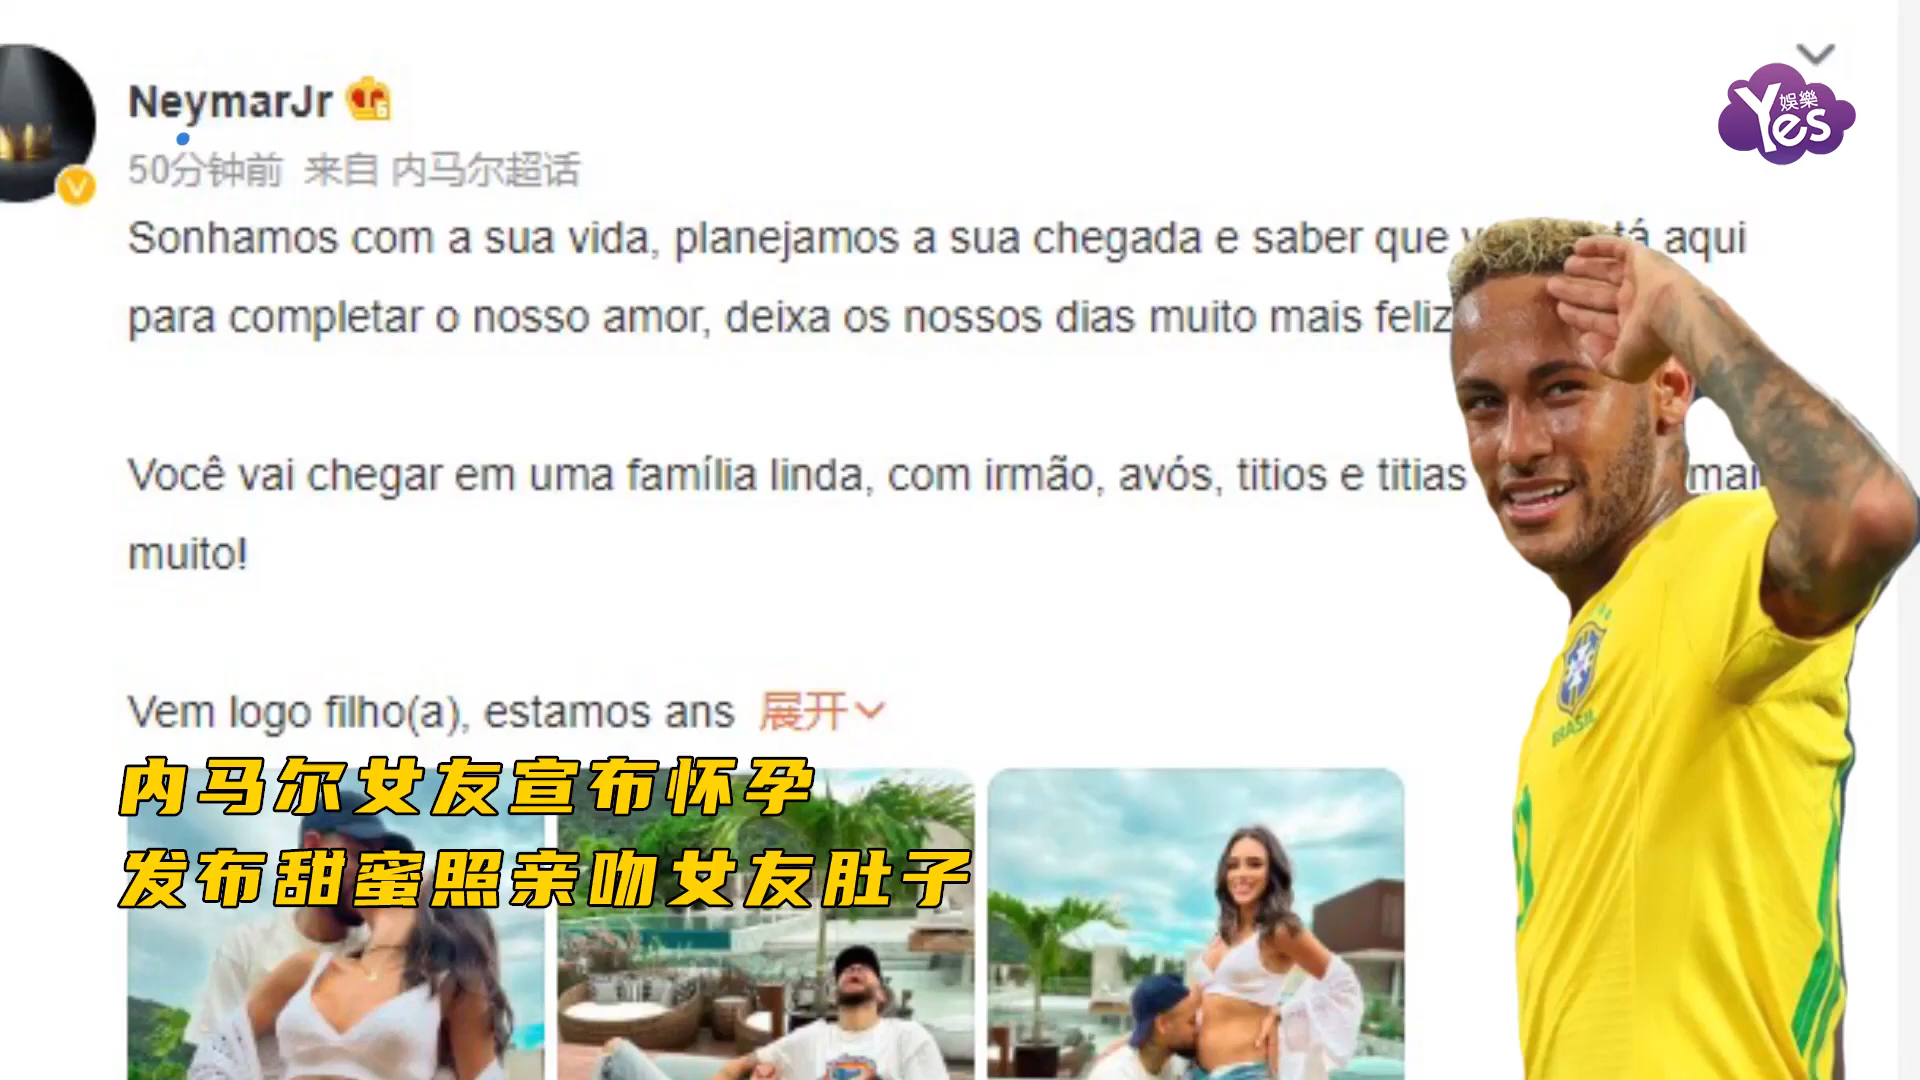 NeymarJr
50分钟前 来自 内马尔超话
娱樂
Yes
Sonhamos com a sua vida, planejamos a sua chegada e saber que aqui
para completar o nosso amor, deixa os nossos dias muito mais
Você vai chegar em uma família linda, com irmão, avós, titios e titias
muito!
Vem logo filho(a), estamos ans 展开
BRASIL
内马尔女友宣布怀孕
发布甜蜜照亲吻女友肚子